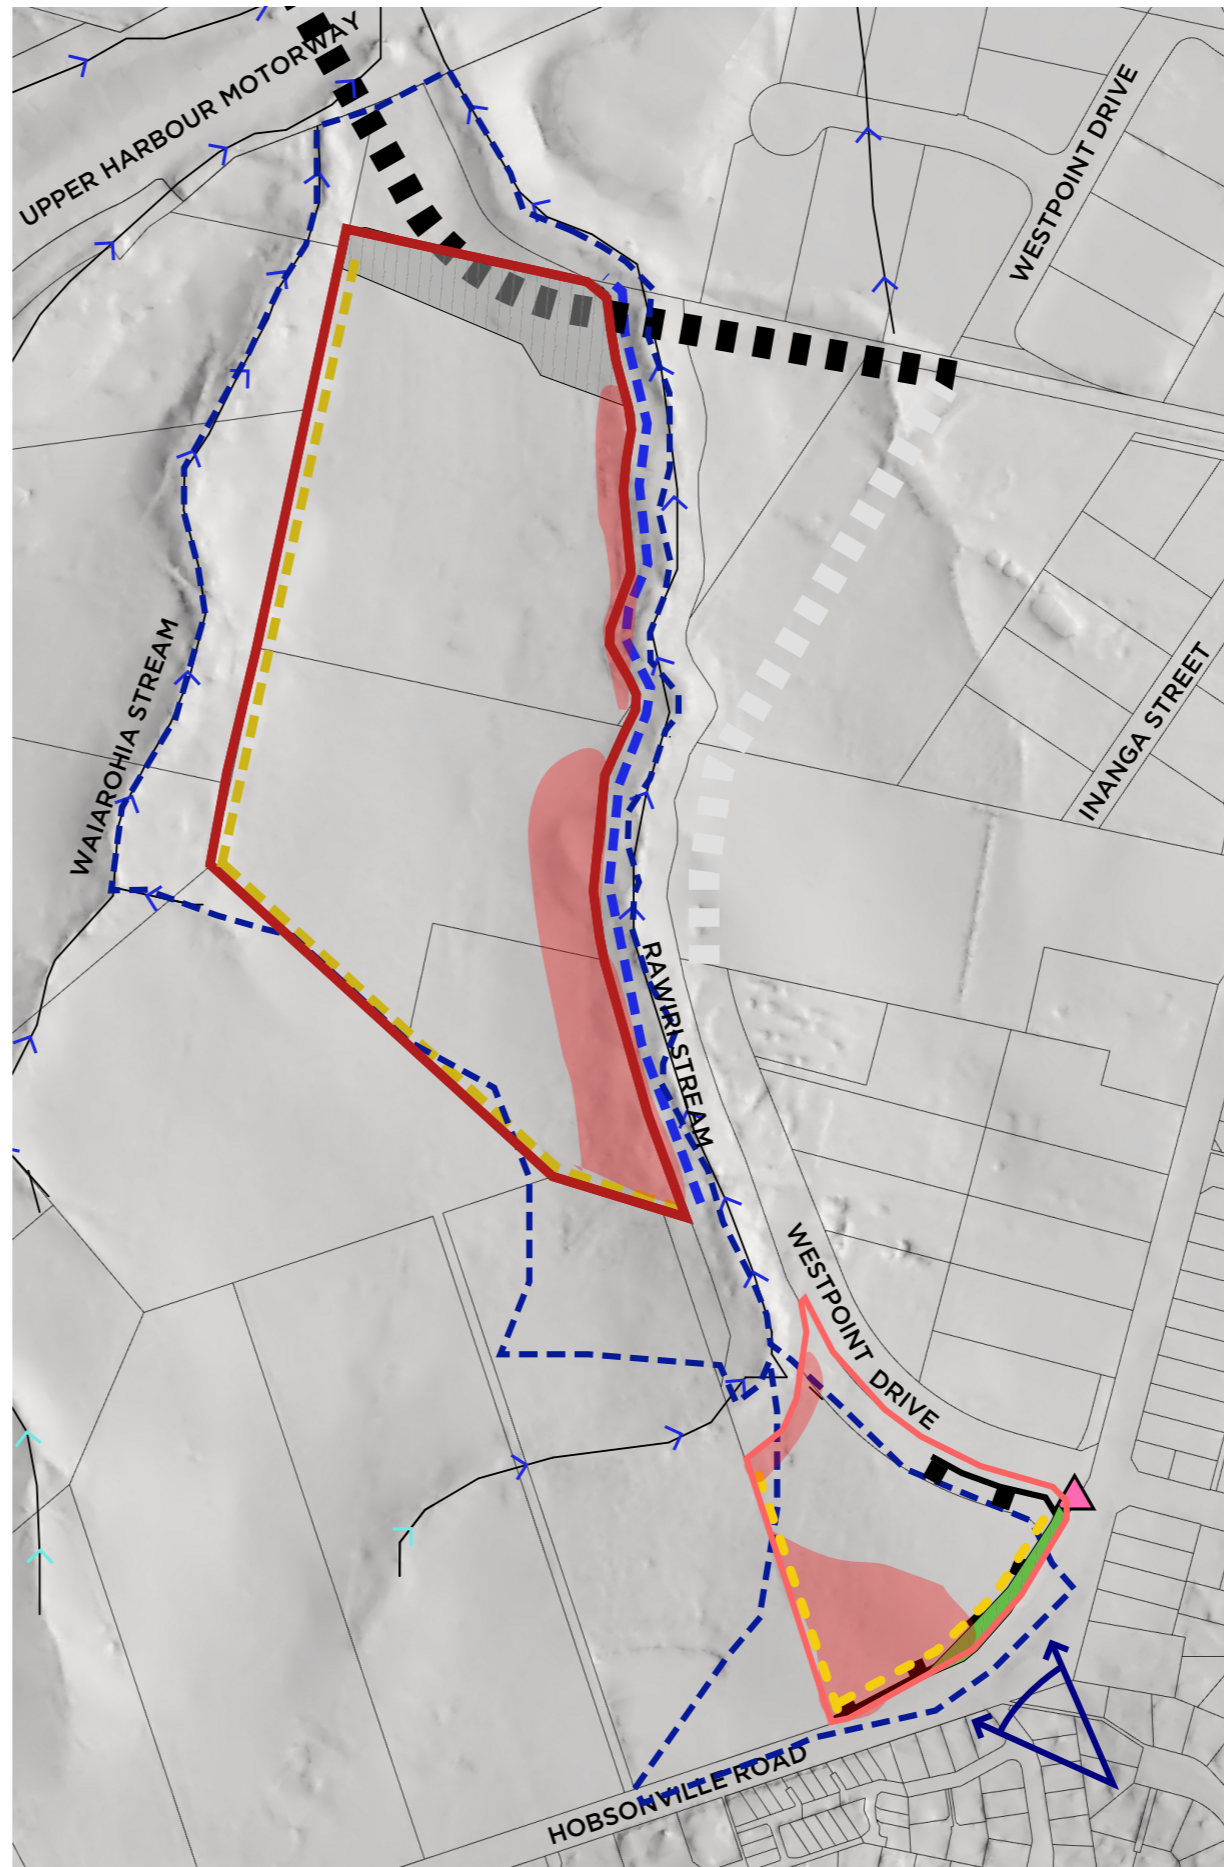 UPPER HARBOUR MOTORWAY
WESTPOINT DRIVE
WAIAROHIA STREAM
INANGA STREET
RAWIRI STREAM
WESTPOINT DRIVE
HOBSONVILLE ROAD